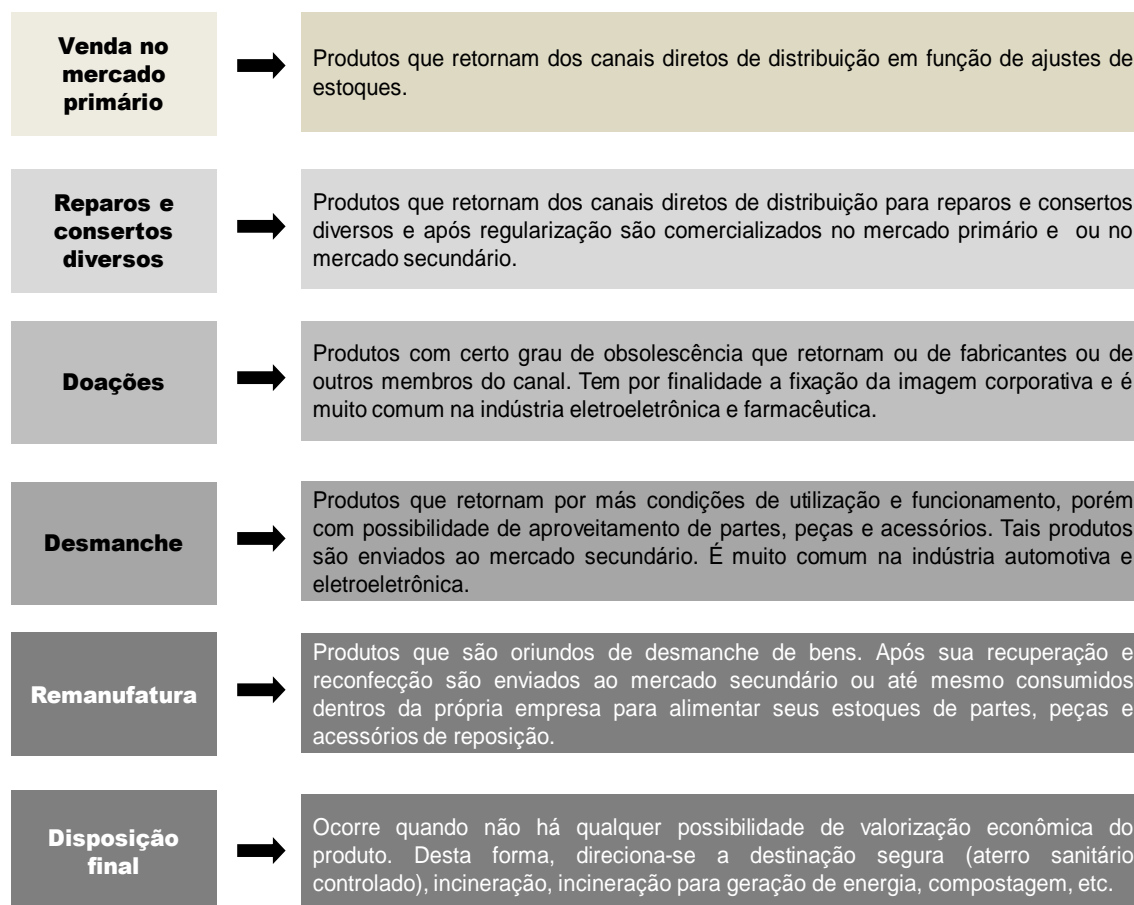 Venda no
mercado
primário
Produtos que retornam dos canais diretos de distribuição em função de ajustes de
estoques.
Reparos e
consertos
diversos
Produtos que retornam dos canais diretos de distribuição para reparos e consertos
diversos e após regularização são comercializados no mercado primário e ou no
mercado secundário.
Doações
Produtos com certo grau de obsolescência que retornam ou de fabricantes ou de
outros membros do canal. Tem por finalidade a fixação da imagem corporativa e é
muito comum na indústria eletroeletrônica e farmacêutica.
Desmanche
Produtos que retornam por más condições de utilização e funcionamento, porém
com possibilidade de aproveitamento de partes, peças e acessórios. Tais produtos
são enviados ao mercado secundário. É muito comum na indústria automotiva e
eletroeletrônica.
Remanufatura
Produtos que são oriundos de desmanche de bens. Após sua recuperação e
reconfecção são enviados ao mercado secundário ou até mesmo consumidos
dentros da própria empresa para alimentar seus estoques de partes, peças e
acessórios de reposição.
Disposição
final
Ocorre quando não há qualquer possibilidade de valorização econômica do
produto. Desta forma, direciona-se a destinação segura (aterro sanitário
controlado), incineração, incineração para geração de energia, compostagem, etc.